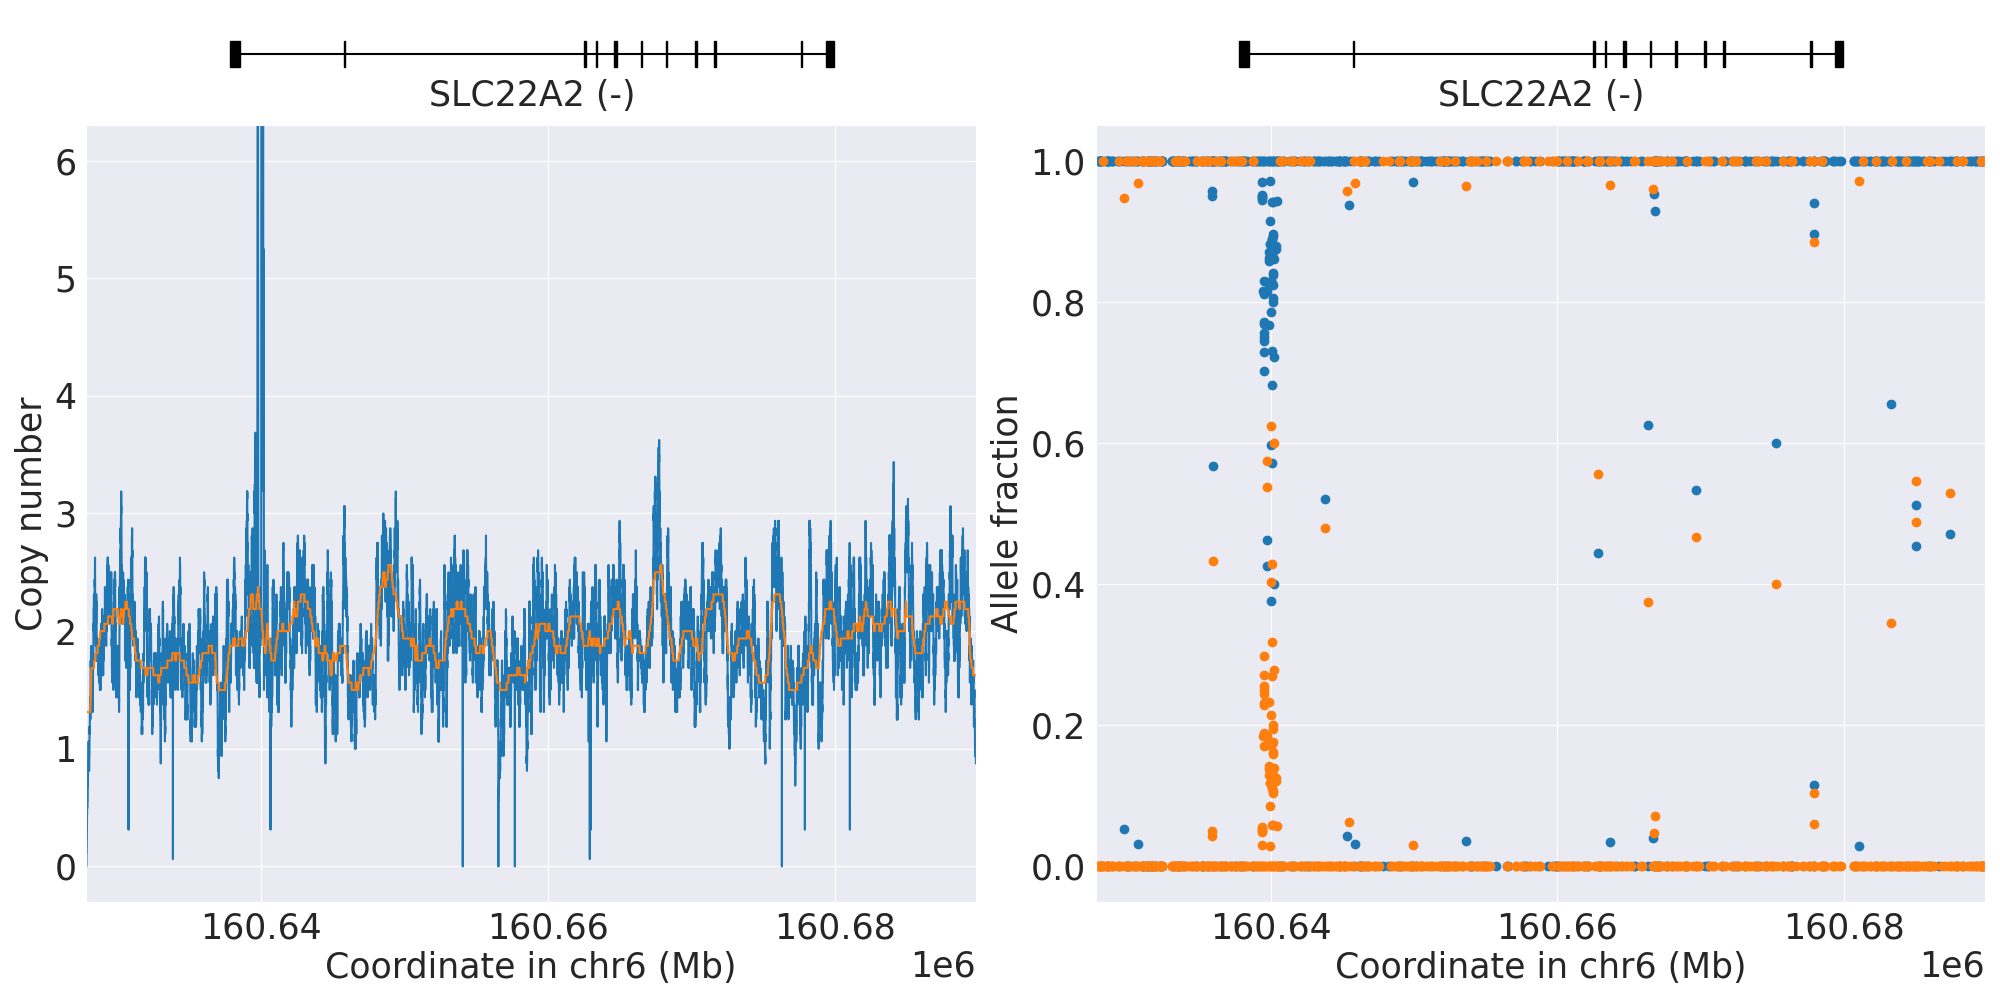 SLC22A2 (-)
SLC22A2 (-)
Copy number
6
5
4
3
2
1
0
160.64 160.66 160.68
Coordinate in chr6 (Mb)
1e6
Allele fraction
1.0
0.8
0.6
0.4
0.2
0.0
160.64 160.66 160.68
Coordinate in chr6 (Mb)
1e6